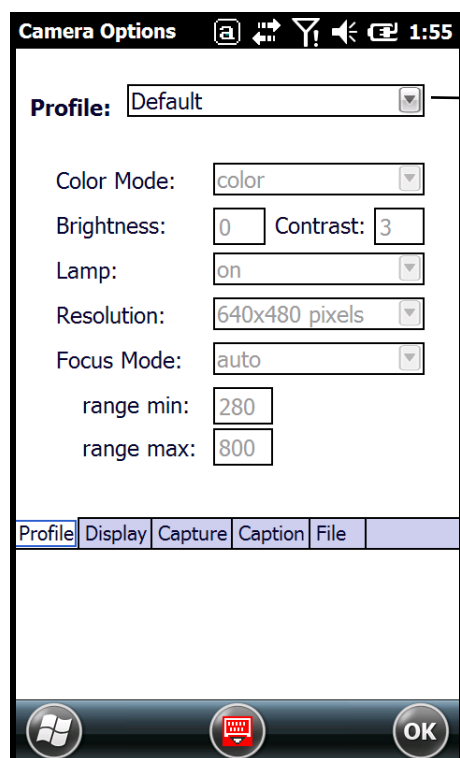 Camera Options a 1:55
Profile: Default
Color Mode: color
Brightness: 0 Contrast: 3
Lamp: on
Resolution: 640x480 pixels
Focus Mode: auto
range min: 280
range max: 800
Profile Display Capture Caption File
OK